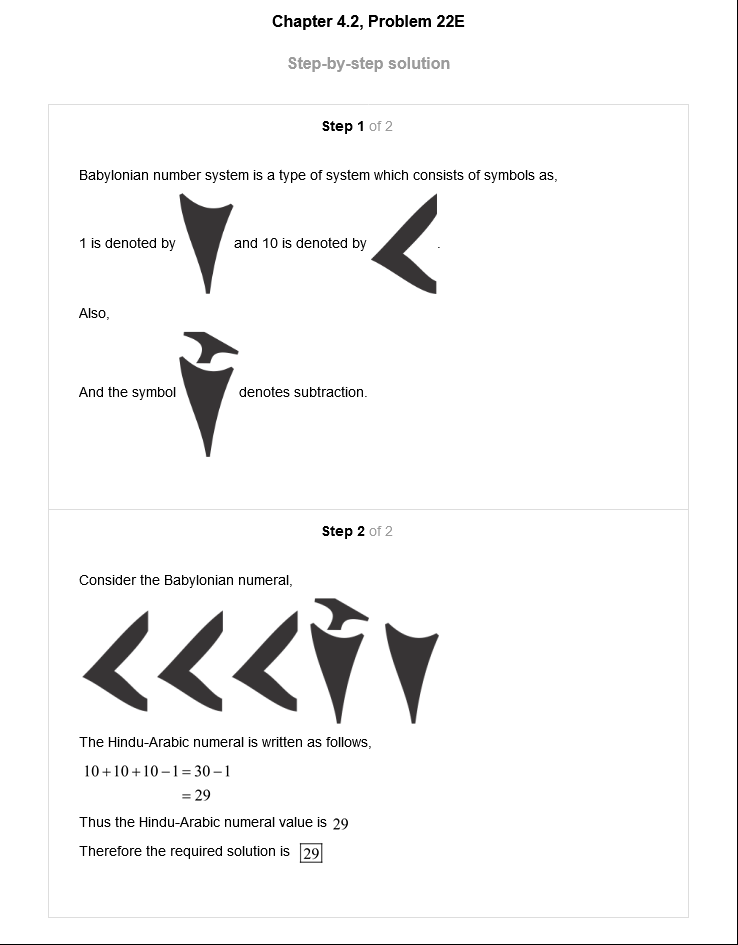 Chapter 4.2, Problem 22E
Step-by-step solution
Step 1 of 2
Babylonian number system is a type of system which consists of symbols as,
1 is denoted by and 10 is denoted by .
Also,
And the symbol denotes subtraction.
Step 2 of 2
Consider the Babylonian numeral,
The Hindu-Arabic numeral is written as follows,
10+10+10−1=30−1
=29
Thus the Hindu-Arabic numeral value is 29
Therefore the required solution is 29